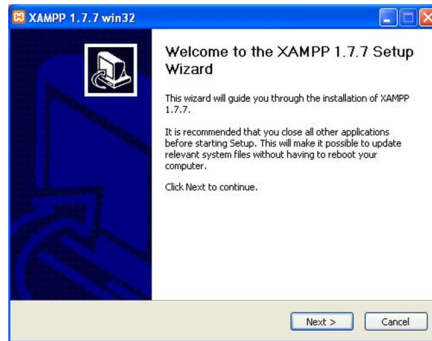 XAMPP 1.7.7 win32
Welcome to the XAMPP 1.7.7 Setup
Wizard
This wizard will guide you through the installation of XAMPP
1.7.7.
It is recommended that you close all other applications
before starting Setup. This will make it possible to update
relevant system files without having to reboot your
computer.
Click Next to continue.
Next >
Cancel